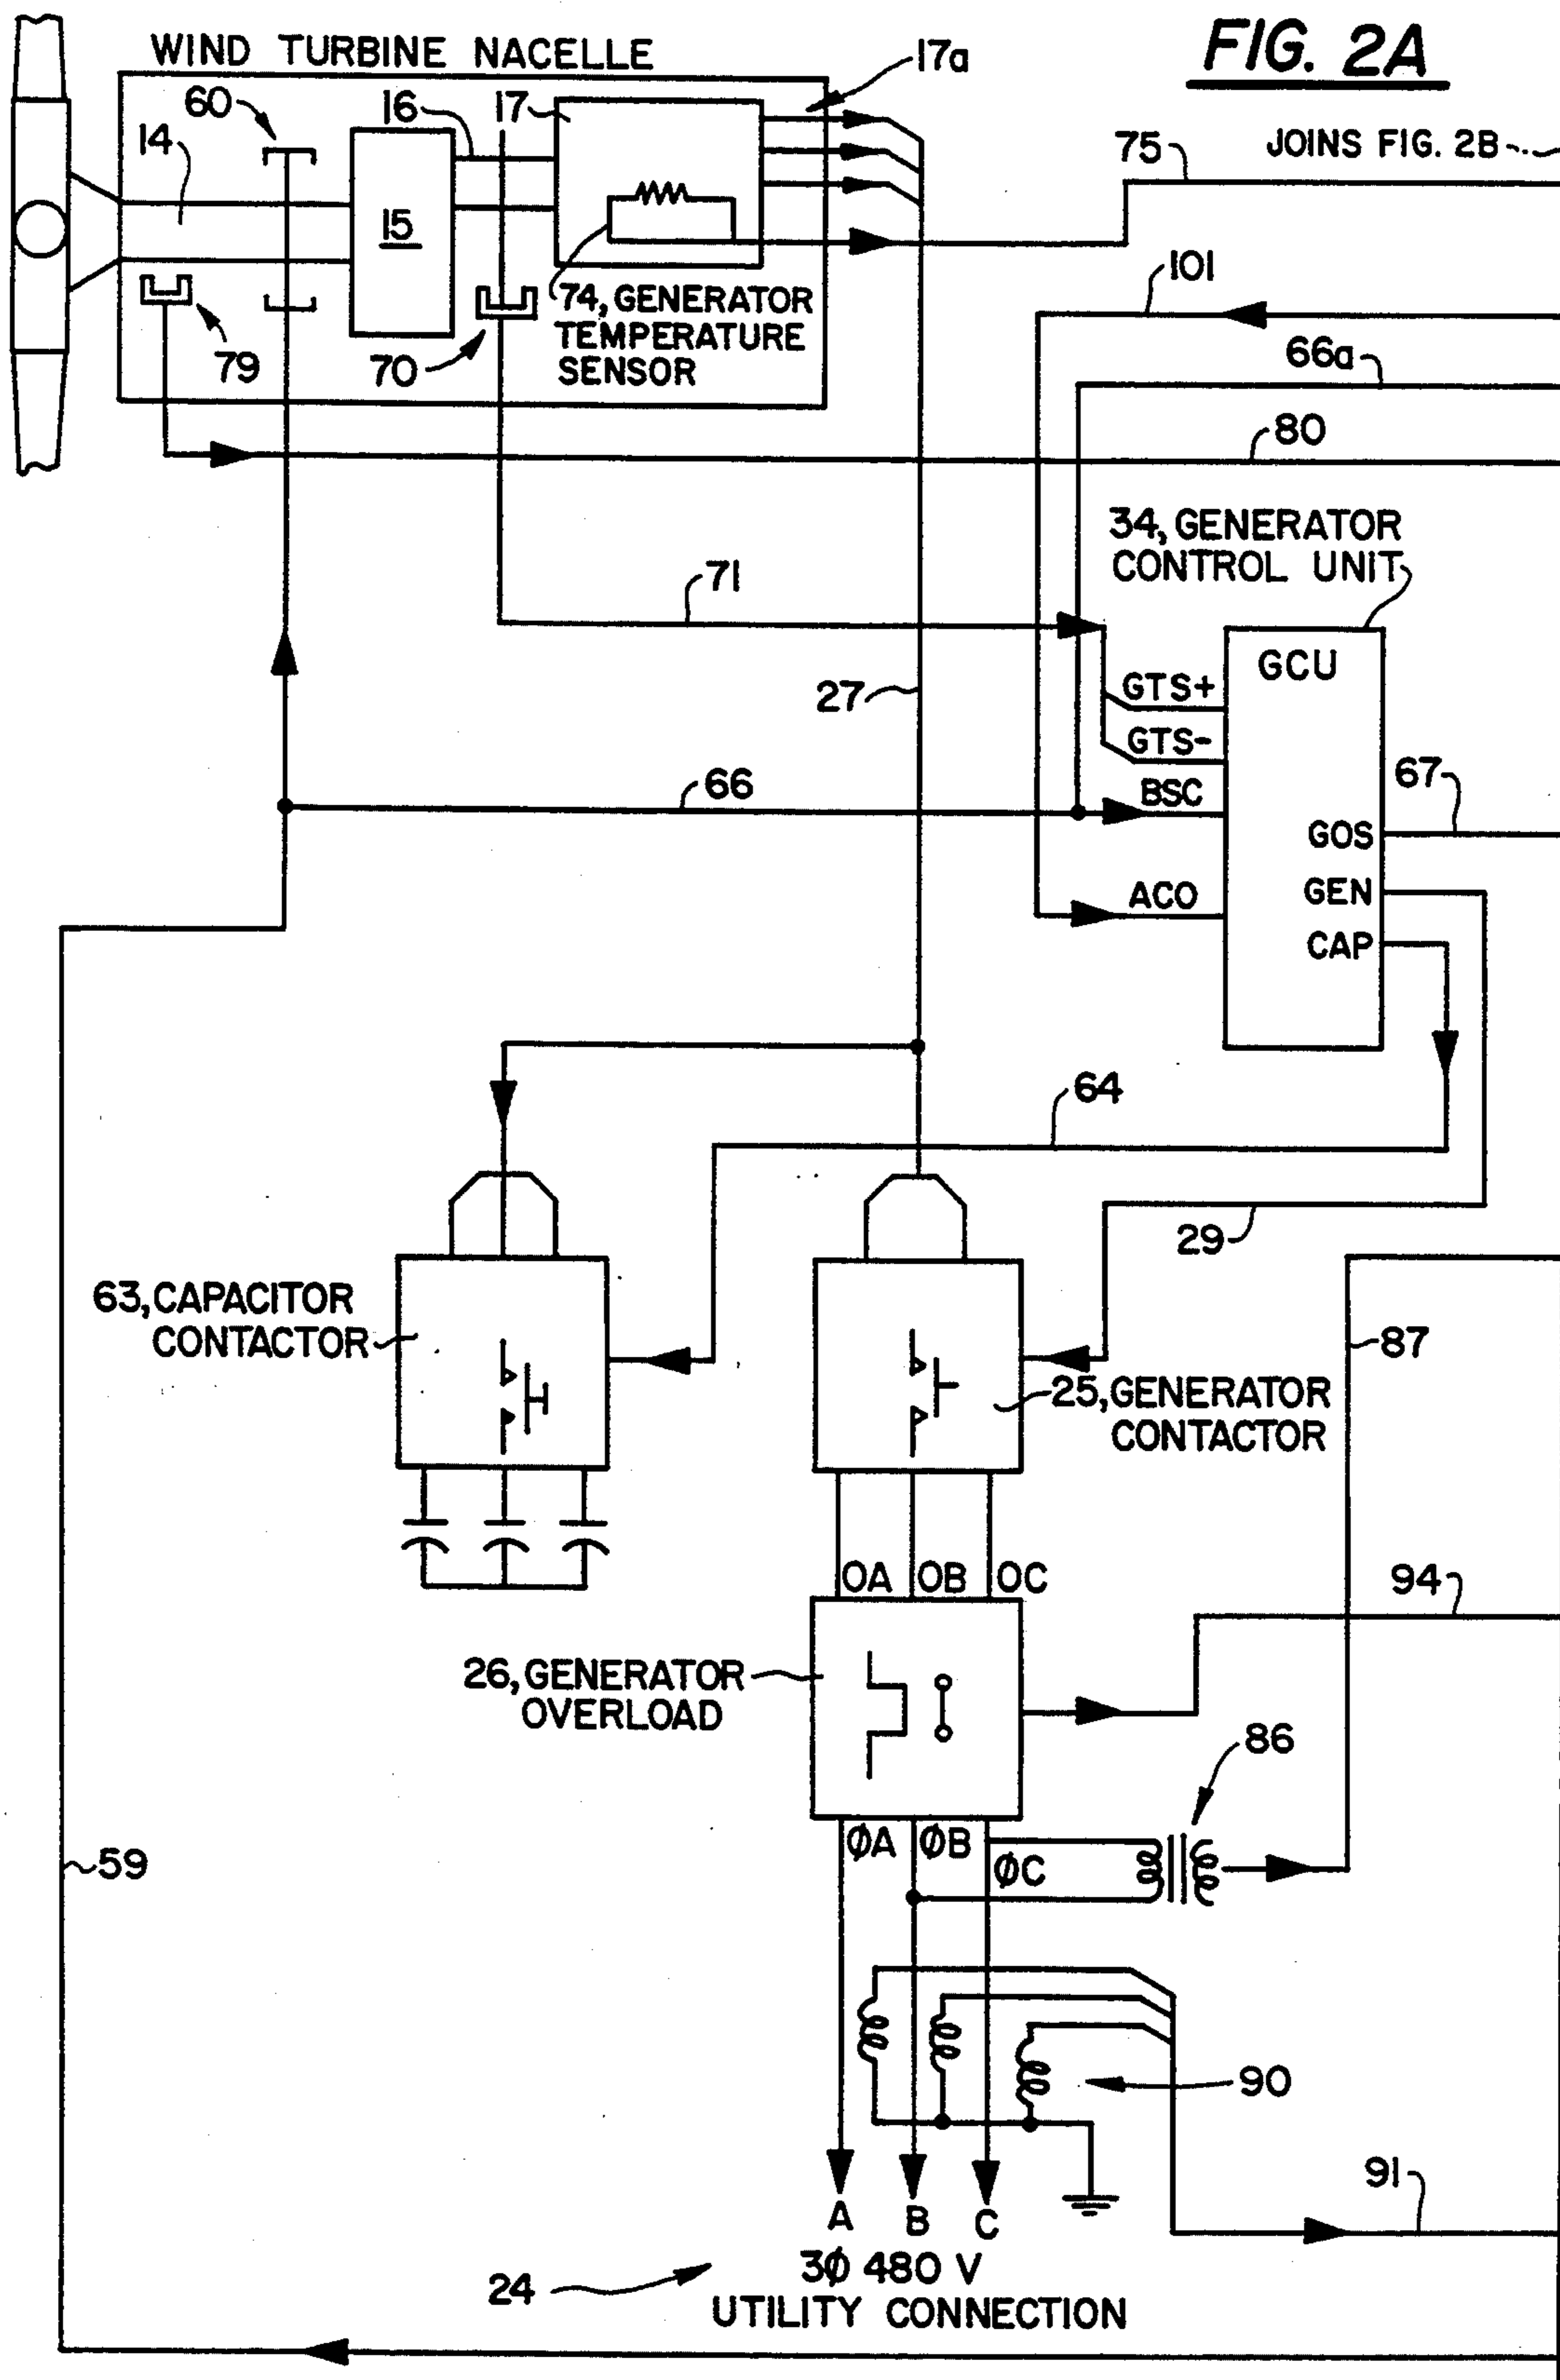 FIG. 2A
WIND TURBINE NACELLE
17a
60
16
17
14
75
JOINS FIG. 2B
15
101
74, GENERATOR
TEMPERATURE
SENSOR
79
70
66a
80
34, GENERATOR
CONTROL UNIT
71
GCU
27
GTS+
GTS-
66
BSC
67
GOS
ACO
GEN
CAP
64
29
63, CAPACITOR
CONTACTOR
87
25, GENERATOR
CONTACTOR
OA OB OC
94
26, GENERATOR
OVERLOAD
86
ØA ØB
ØC
59
90
91
A B C
3Ø 480 V
24
UTILITY CONNECTION